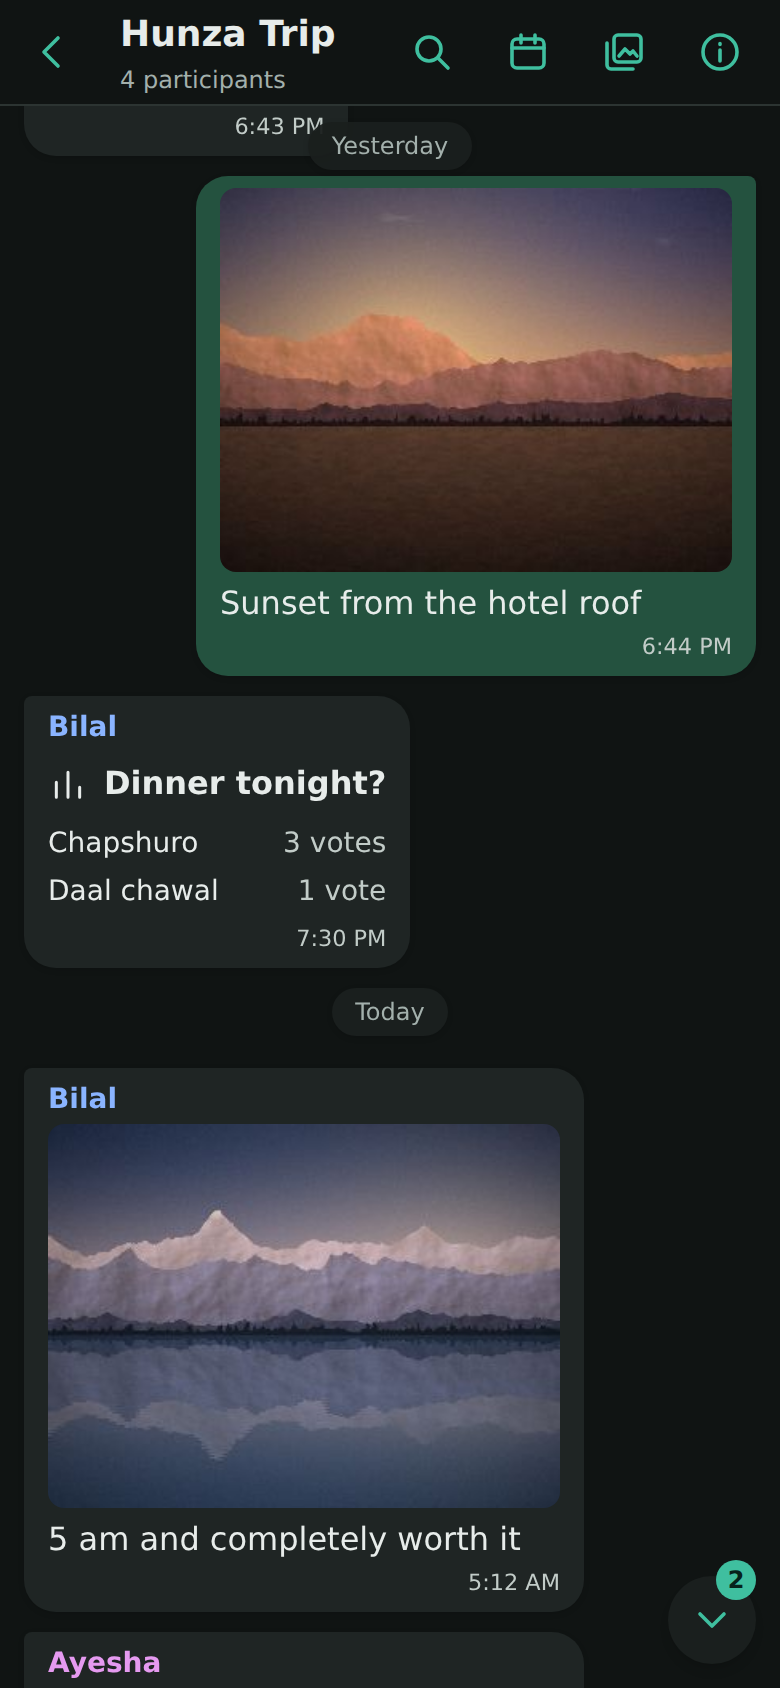 Hunza Trip
4 participants
6:43 PM
Yesterday
Sunset from the hotel roof
6:44 PM
Bilal
Dinner tonight?
Chapshuro 3 votes
Daal chawal 1 vote
7:30 PM
Today
Bilal
5 am and completely worth it
5:12 AM
2
Ayesha